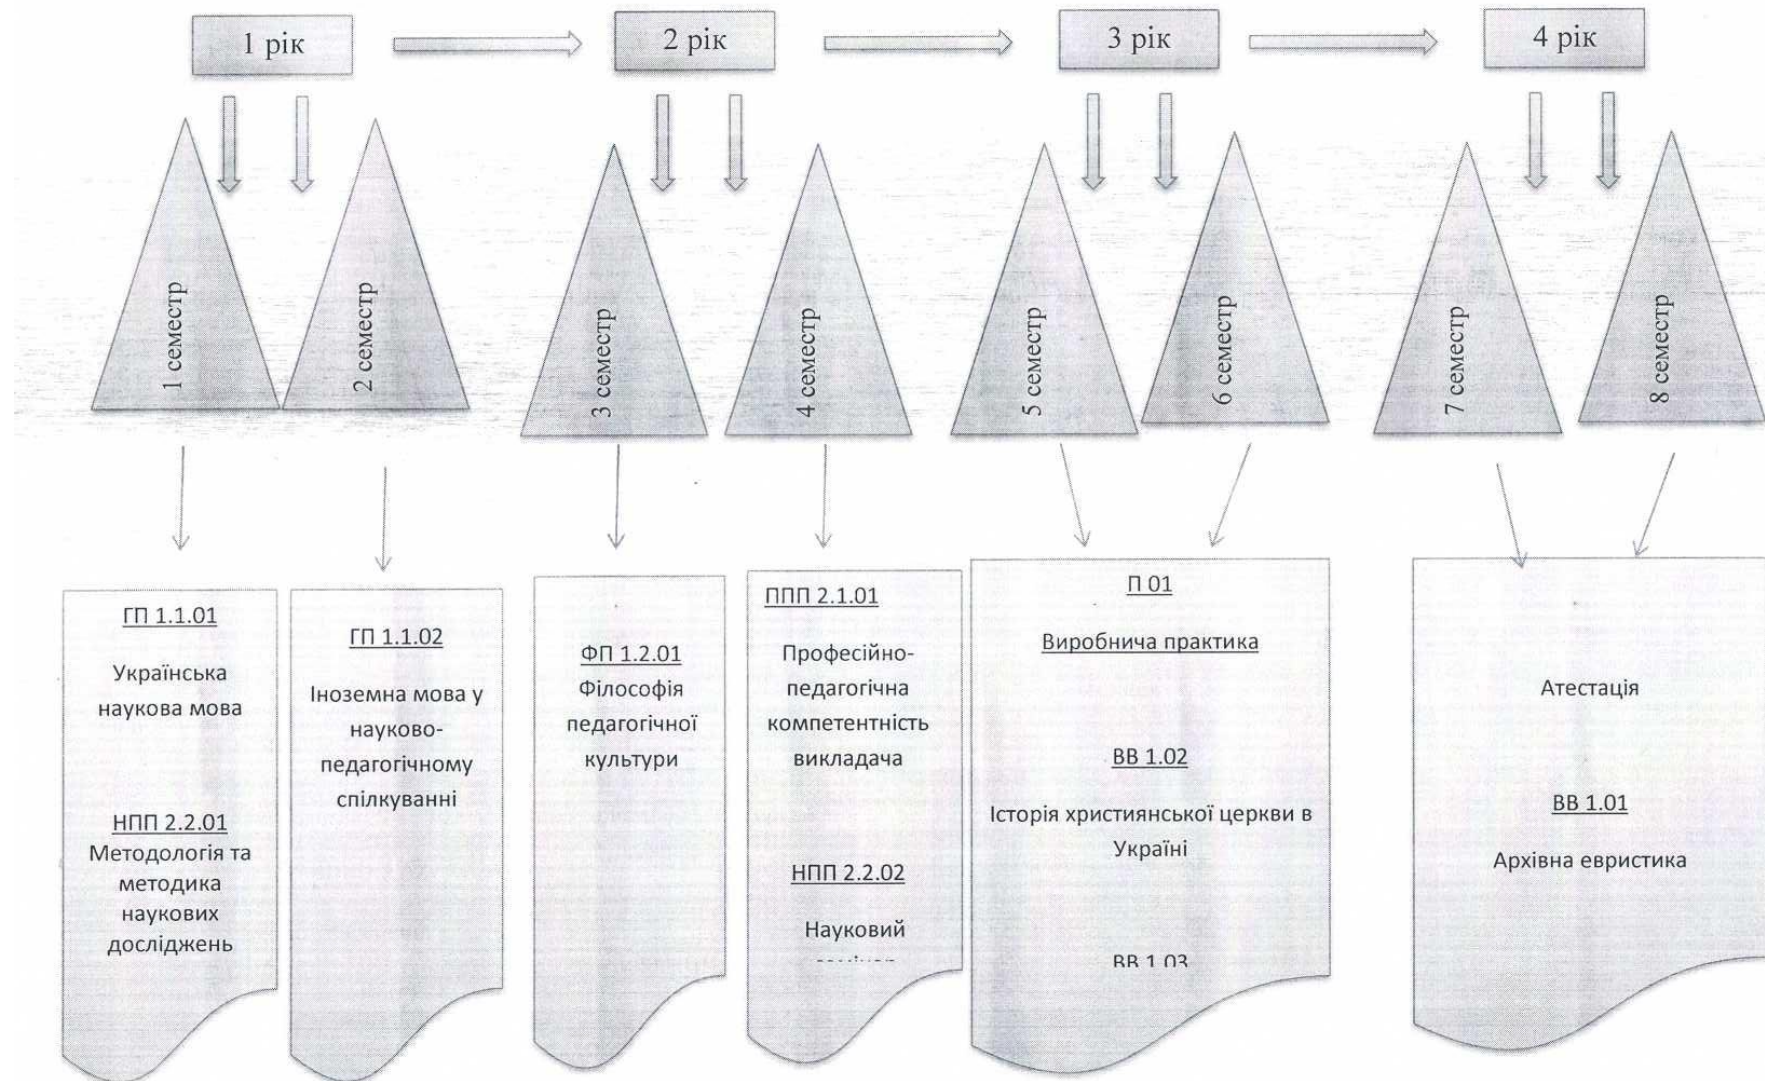 1 рік
2 рік
3 рік
4 рік
1 семестр
2 семестр
3 семестр
4 семестр
5 семестр
6 семестр
7 семестр
8 семестр
ГП 1.1.01
Українська
наукова мова
НПП 2.2.01
Методологія та
методика
наукових
досліджень
ГП 1.1.02
Іноземна мова у
науково-
педагогічному
спілкуванні
ФП 1.2.01
Філософія
педагогічної
культури
ППП 2.1.01
Професійно-
педагогічна
компетентність
викладача
НПП 2.2.02
Науковий
П 01
Виробнича практика
ВВ 1.02
Історія християнської церкви в
Україні
ВВ 1.03
Атестація
ВВ 1.01
Архівна евристика